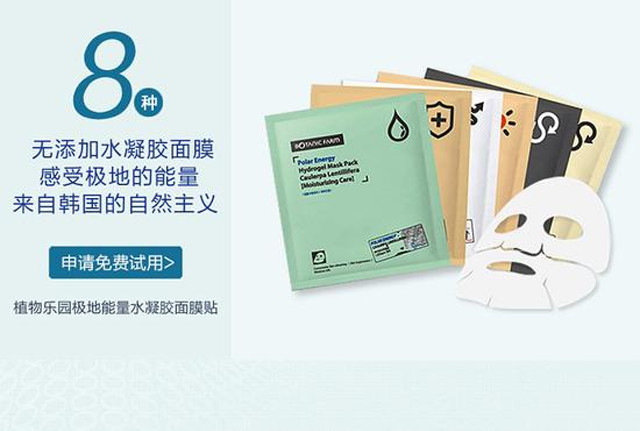 8种
无添加水凝胶面膜
感受极地的能量
来自韩国的自然主义
申请免费试用>
植物乐园极地能量水凝胶面膜贴
BOTANIC FARM
Polar Energy
Hydrogel Mask Pack
Caulerpa Lentillifera
[Moisturizing Care]
POLAR ENERGY